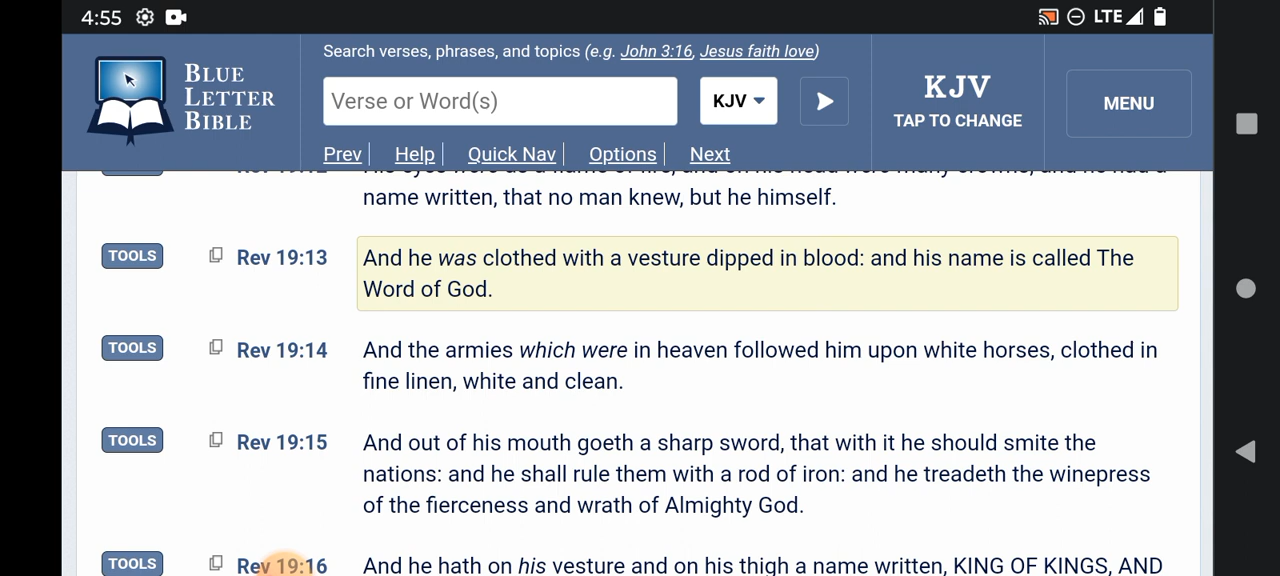 4:55
LTE
BLUE
LETTER
BIBLE
Search verses, phrases, and topics (e.g. John 3:16, Jesus faith love)
Verse or Word(s)
KJV
KJV
TAP TO CHANGE
MENU
Prev
Help
Quick Nav
Options
Next
name written, that no man knew, but he himself.
TOOLS
Rev 19:13
And he was clothed with a vesture dipped in blood: and his name is called The
Word of God.
TOOLS
Rev 19:14
And the armies which were in heaven followed him upon white horses, clothed in
fine linen, white and clean.
TOOLS
Rev 19:15
And out of his mouth goeth a sharp sword, that with it he should smite the
nations: and he shall rule them with a rod of iron: and he treadeth the winepress
of the fierceness and wrath of Almighty God.
TOOLS
Rev 19:16
And he hath on his vesture and on his thigh a name written, KING OF KINGS, AND